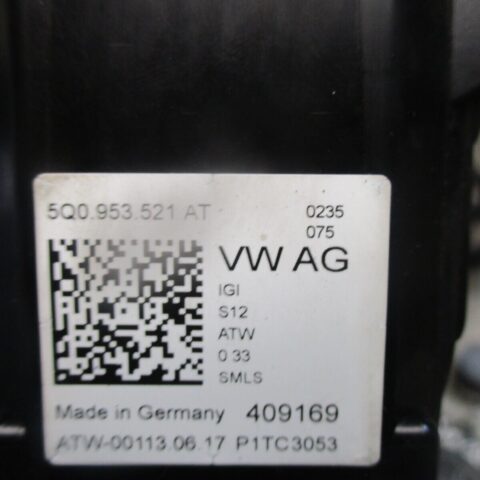 5Q0.953.521 AT 0235
075
VW AG
IGI
S12
ATW
0.33
SMLS
Made in Germany 409169
ATW-00113.06.17 P1TC3053